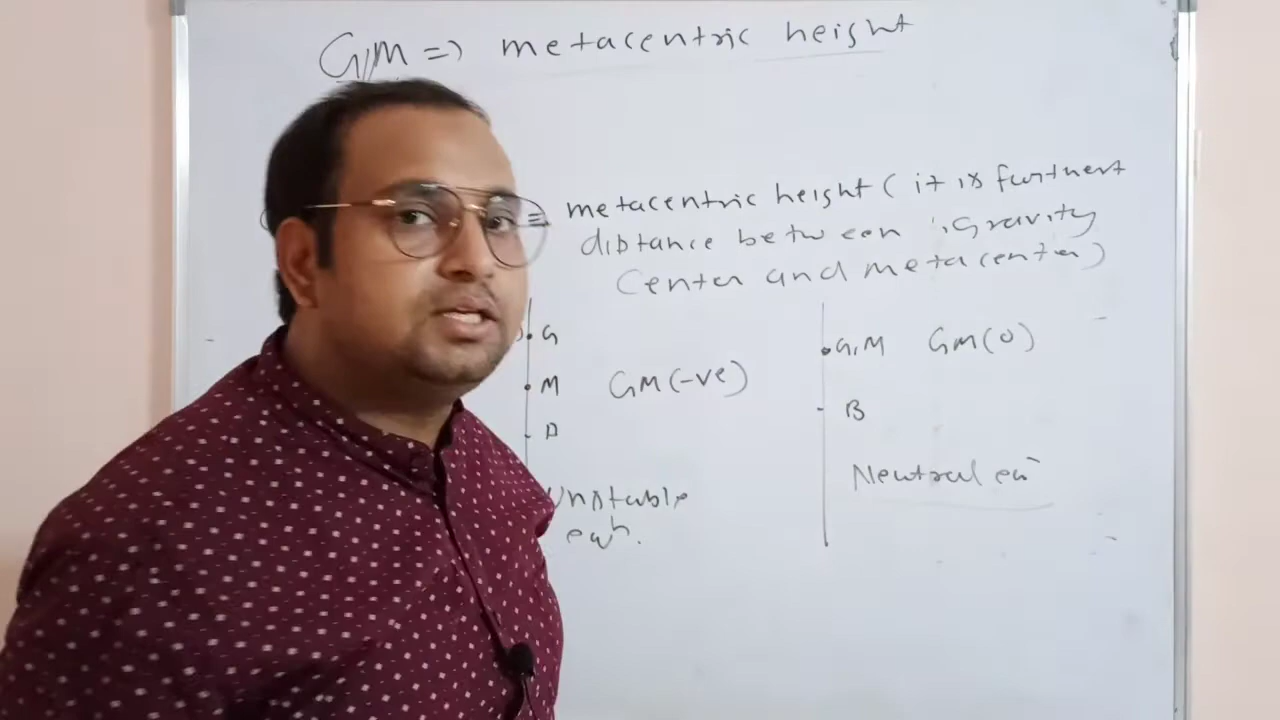 GM => metacentric height
= metacentric height (it is furthest
distance between gravity
center and metacenter)
G
M GM (-ve)
B
Unstable
eqh.
G,M GM (0)
B
Neutral